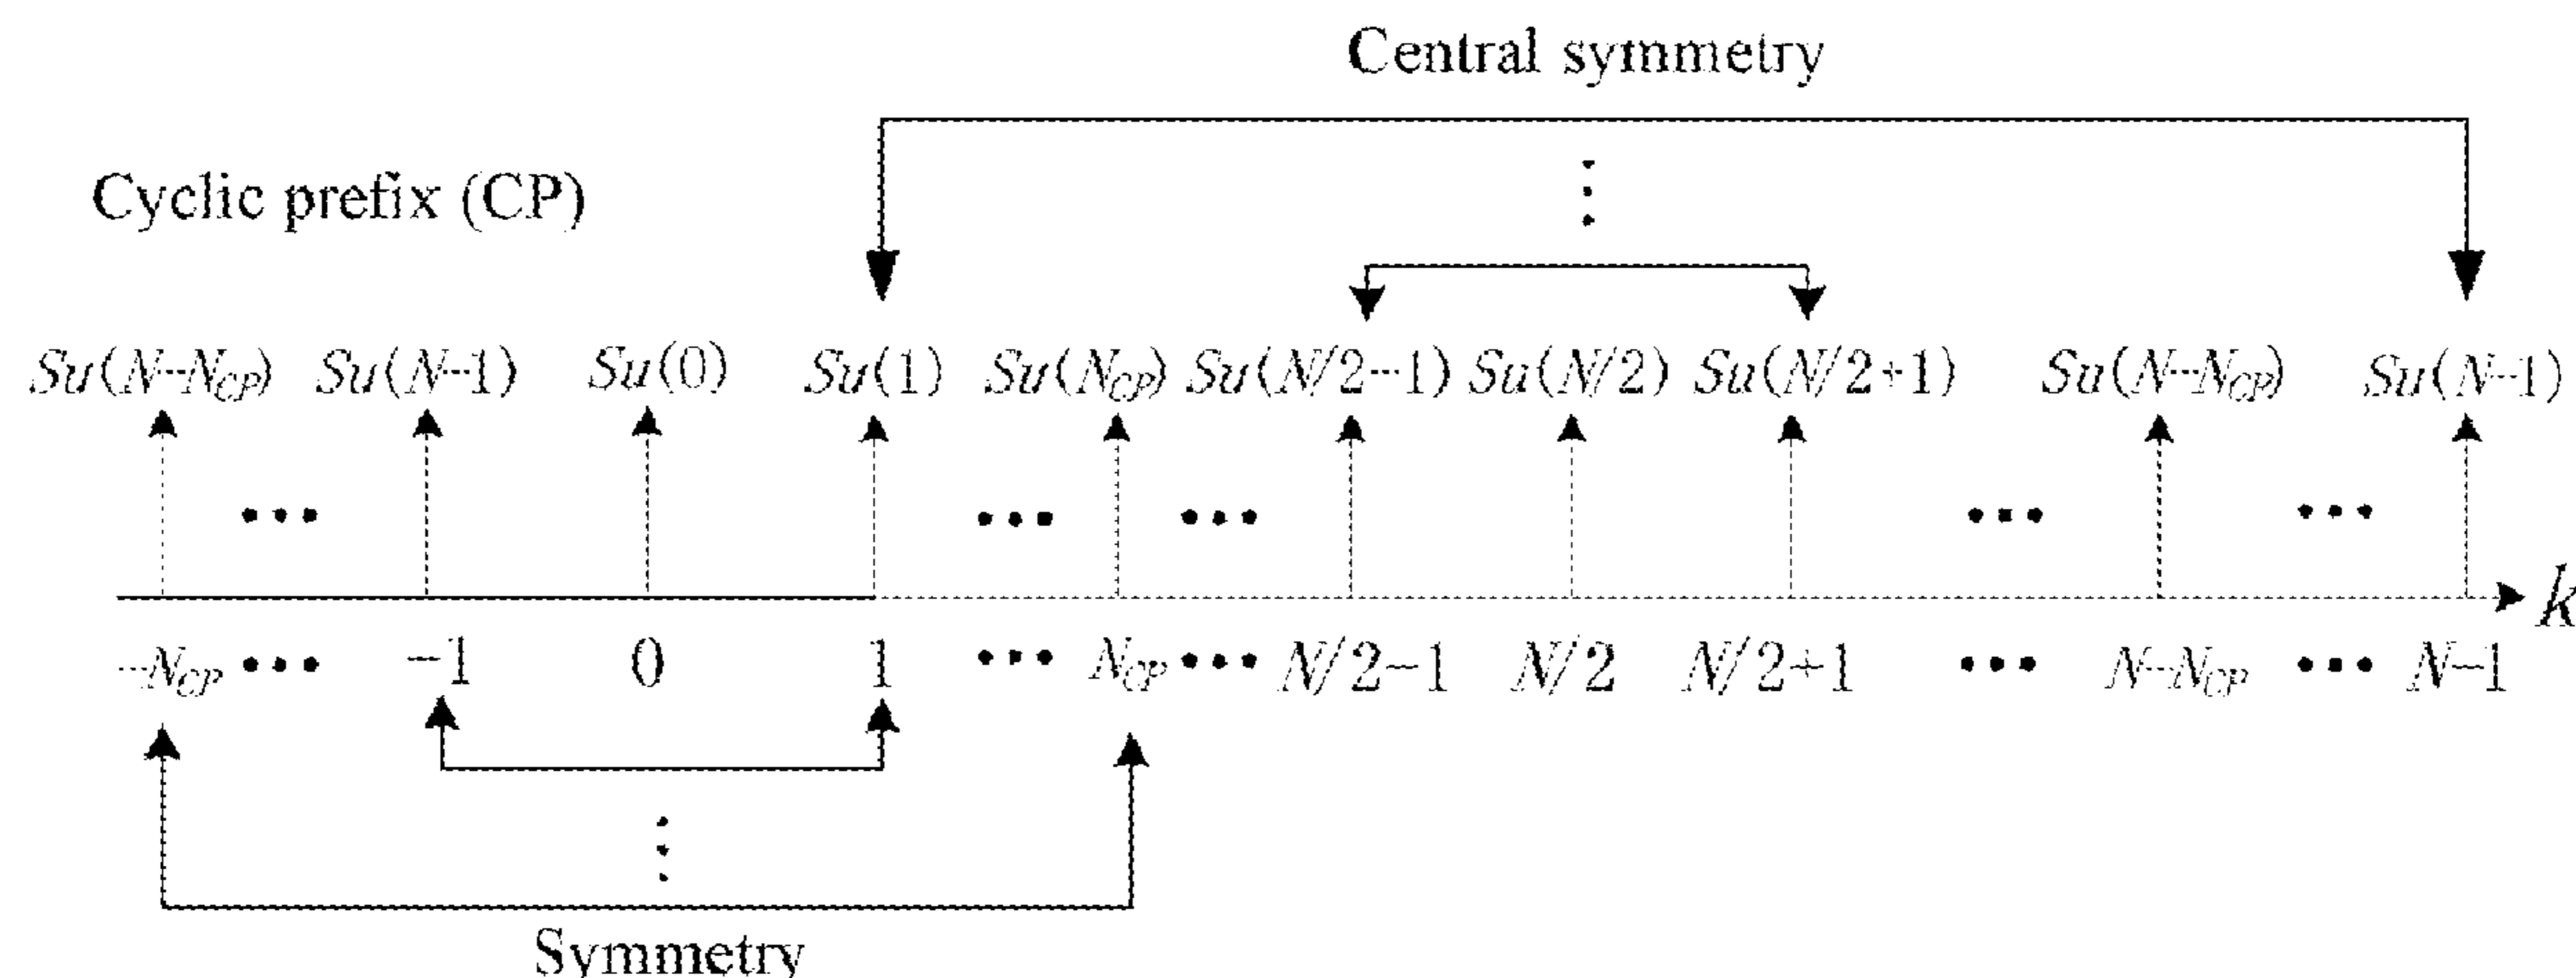 Central symmetry
Cyclic prefix (CP)
Su(N-N_CP) Su(N-1) Su(0) Su(1) Su(N_CP) Su(N/2-1) Su(N/2) Su(N/2+1) Su(N-N_CP) Su(N-1)
... ... ... ... ...
k
-N_CP ... -1 0 1 ... N_CP ... N/2-1 N/2 N/2+1 ... N-N_CP ... N-1
Symmetry